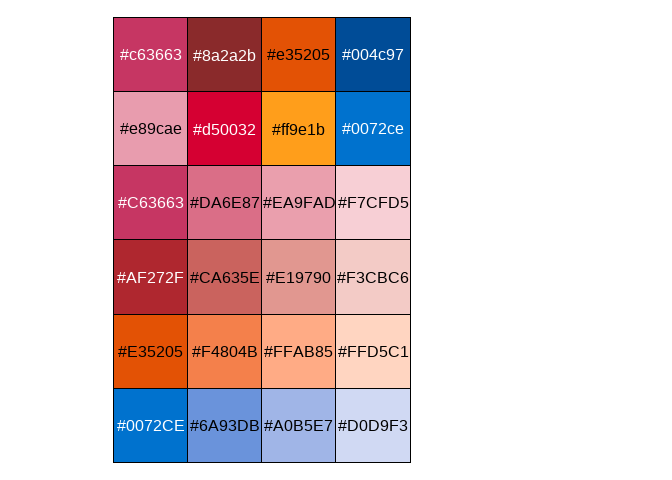 #c63663 #8a2a2b #e35205 #004c97
#e89cae #d50032 #ff9e1b #0072ce
#C63663 #DA6E87 #EA9FAD #F7CFD5
#AF272F #CA635E #E19790 #F3CBC6
#E35205 #F4804B #FFAB85 #FFD5C1
#0072CE #6A93DB #A0B5E7 #D0D9F3